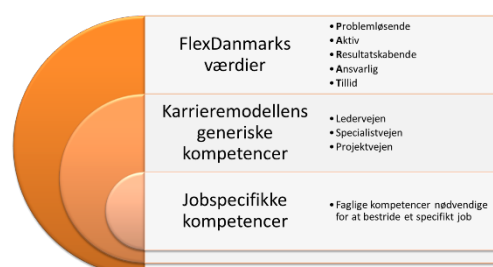 FlexDanmarks
værdier
• Problemløsende
• Aktiv
• Resultatskabende
• Ansvarlig
• Tillid
Karrieremodellens
generiske
kompetencer
• Ledervejen
• Specialistvejen
• Projektvejen
Jobspecifikke
kompetencer
• Faglige kompetencer nødvendige
for at bestride et specifikt job